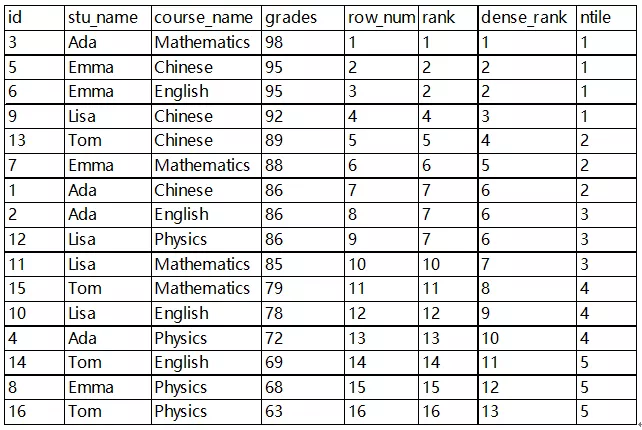 id stu_name course_name grades row_num rank dense_rank ntile
3 Ada Mathematics 98 1 1 1 1
5 Emma Chinese 95 2 2 2 1
6 Emma English 95 3 2 2 1
9 Lisa Chinese 92 4 4 3 1
13 Tom Chinese 89 5 5 4 2
7 Emma Mathematics 88 6 6 5 2
1 Ada Chinese 86 7 7 6 2
2 Ada English 86 8 7 6 3
12 Lisa Physics 86 9 7 6 3
11 Lisa Mathematics 85 10 10 7 3
15 Tom Mathematics 79 11 11 8 4
10 Lisa English 78 12 12 9 4
4 Ada Physics 72 13 13 10 4
14 Tom English 69 14 14 11 5
8 Emma Physics 68 15 15 12 5
16 Tom Physics 63 16 16 13 5